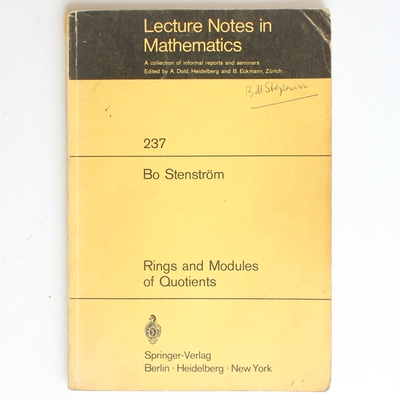 Lecture Notes in
Mathematics
A collection of informal reports and seminars
Edited by A. Dold, Heidelberg and B. Eckmann, Zürich
Bill
237
Bo Stenström
Rings and Modules
of Quotients
Springer-Verlag
Berlin · Heidelberg · New York